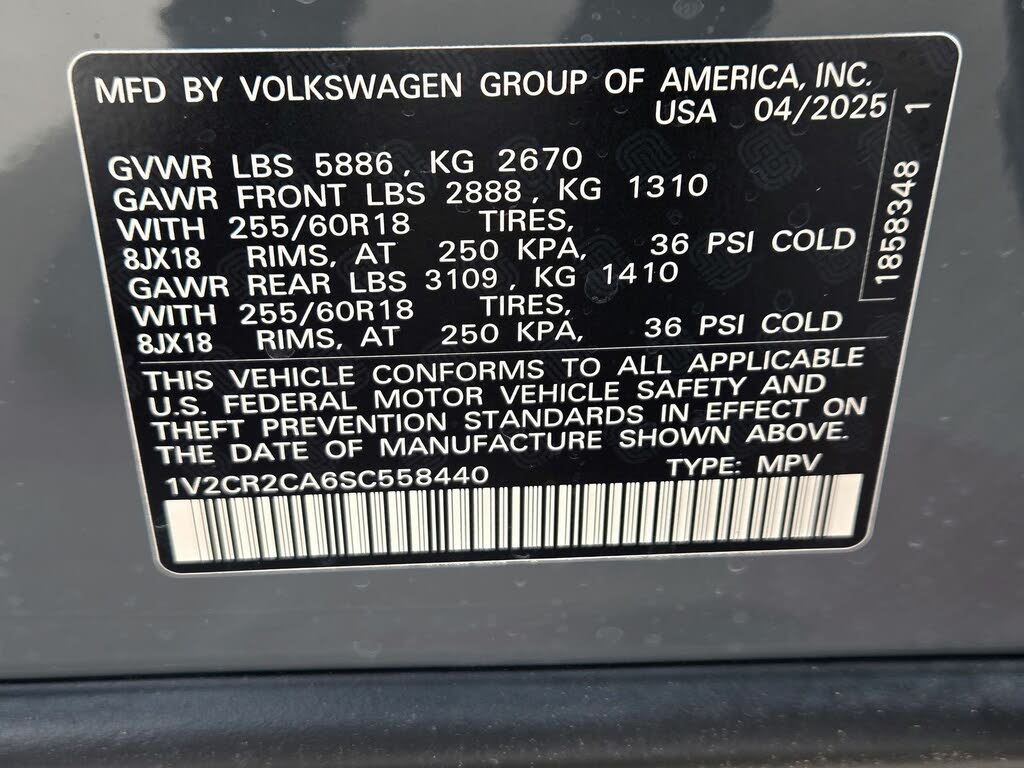 MFD BY VOLKSWAGEN GROUP OF AMERICA, INC.
USA 04/2025
GVWR LBS 5886, KG 2670
GAWR FRONT LBS 2888, KG 1310
WITH 255/60R18 TIRES,
8JX18 RIMS, AT 250 KPA, 36 PSI COLD
GAWR REAR LBS 3109, KG 1410
WITH 255/60R18 TIRES,
8JX18 RIMS, AT 250 KPA, 36 PSI COLD
THIS VEHICLE CONFORMS TO ALL APPLICABLE
U.S. FEDERAL MOTOR VEHICLE SAFETY AND
THEFT PREVENTION STANDARDS IN EFFECT ON
THE DATE OF MANUFACTURE SHOWN ABOVE.
1V2CR2CA6SC558440 TYPE: MPV
1858348 1